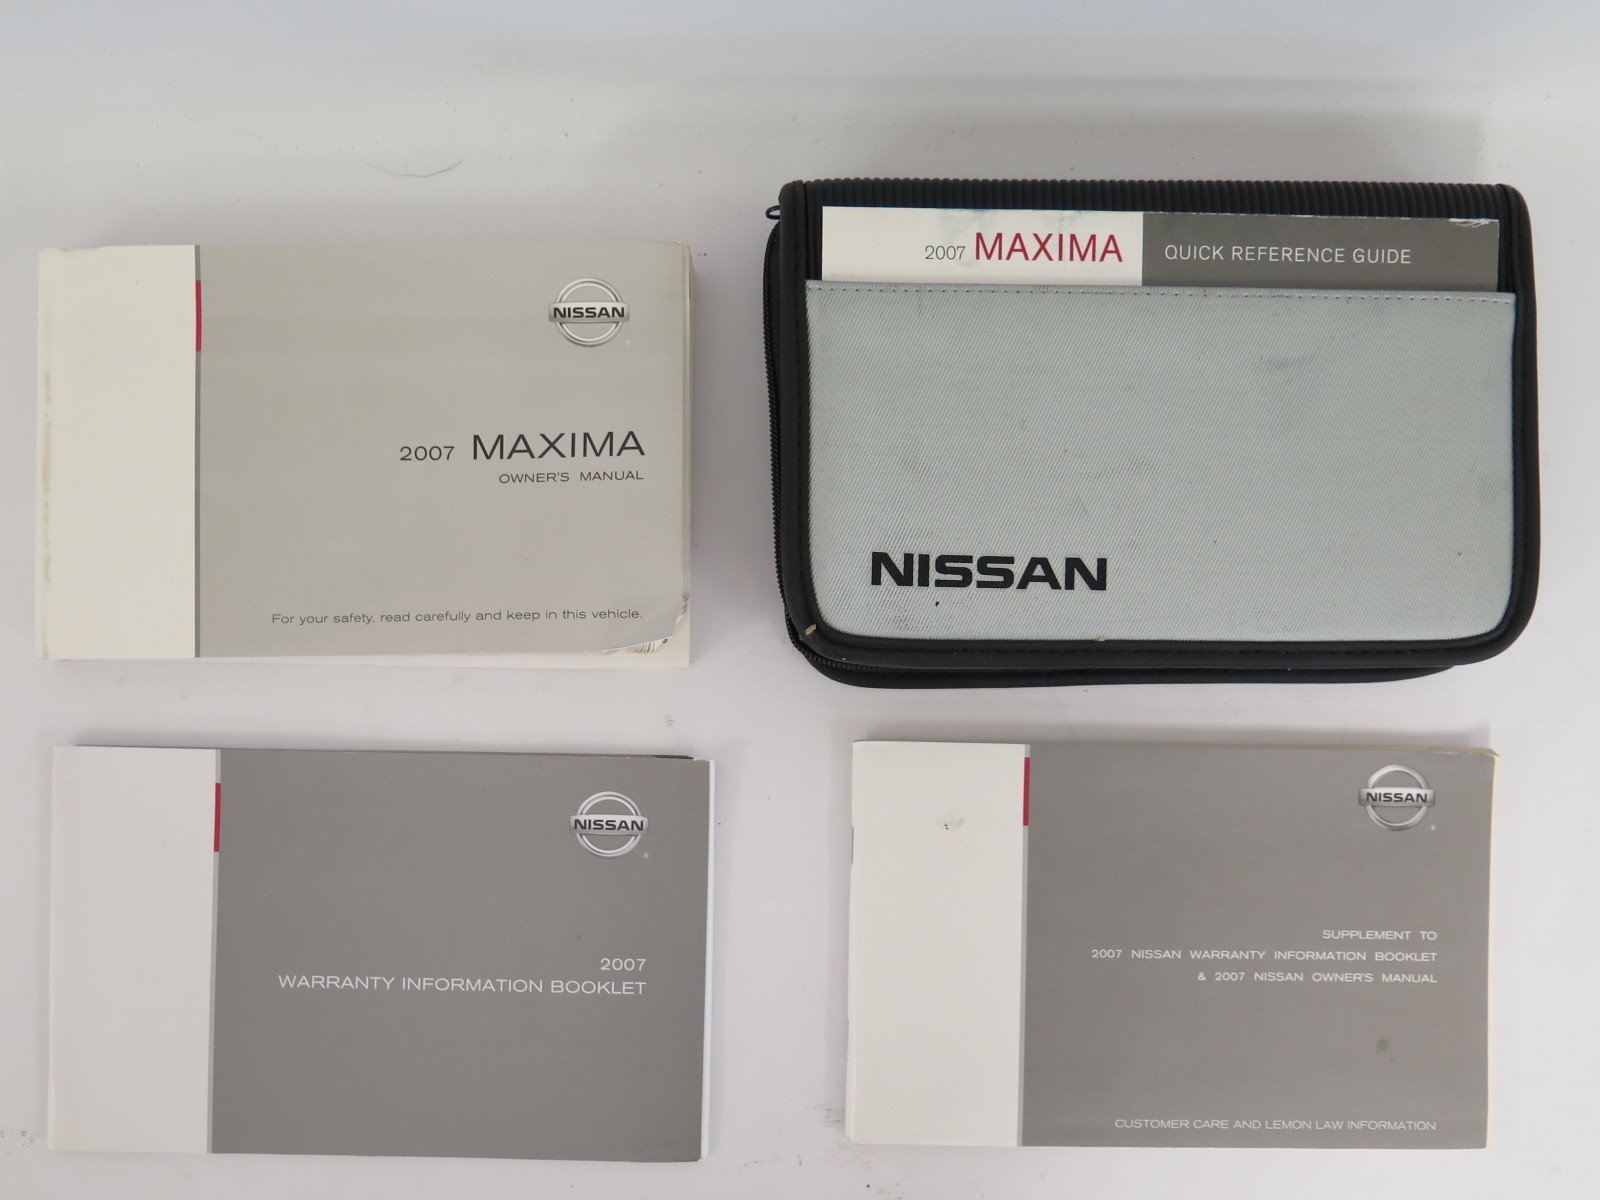 NISSAN
2007 MAXIMA
OWNER'S MANUAL
For your safety, read carefully and keep in this vehicle.
2007 MAXIMA QUICK REFERENCE GUIDE
NISSAN
NISSAN
2007
WARRANTY INFORMATION BOOKLET
NISSAN
SUPPLEMENT TO
2007 NISSAN WARRANTY INFORMATION BOOKLET
& 2007 NISSAN OWNER'S MANUAL
CUSTOMER CARE AND LEMON LAW INFORMATION